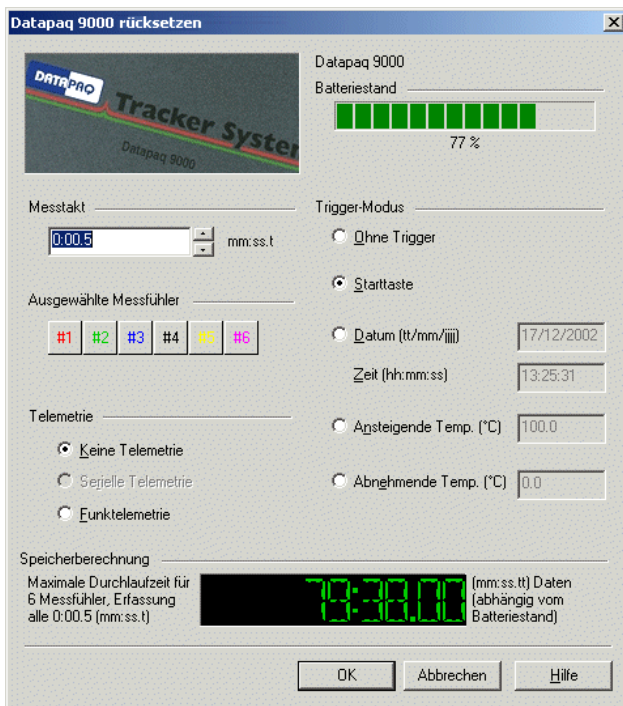 Datapaq 9000 rücksetzen
DATAPAQ
Tracker System
Datapaq 9000
Datapaq 9000
Batteriestand
77 %
Messtakt
0:00.5
mm:ss.t
Ausgewählte Messfühler
#1 #2 #3 #4 #5 #6
Telemetrie
Keine Telemetrie
Serielle Telemetrie
Funktelemetrie
Trigger-Modus
Ohne Trigger
Starttaste
Datum (tt/mm/jjjj) 17/12/2002
Zeit (hh:mm:ss) 13:25:31
Ansteigende Temp. (°C) 100.0
Abnehmende Temp. (°C) 0.0
Speicherberechnung
Maximale Durchlaufzeit für
6 Messfühler, Erfassung
alle 0:00.5 (mm:ss.t)
79:38.00
(mm:ss.tt) Daten
(abhängig vom
Batteriestand)
OK Abbrechen Hilfe